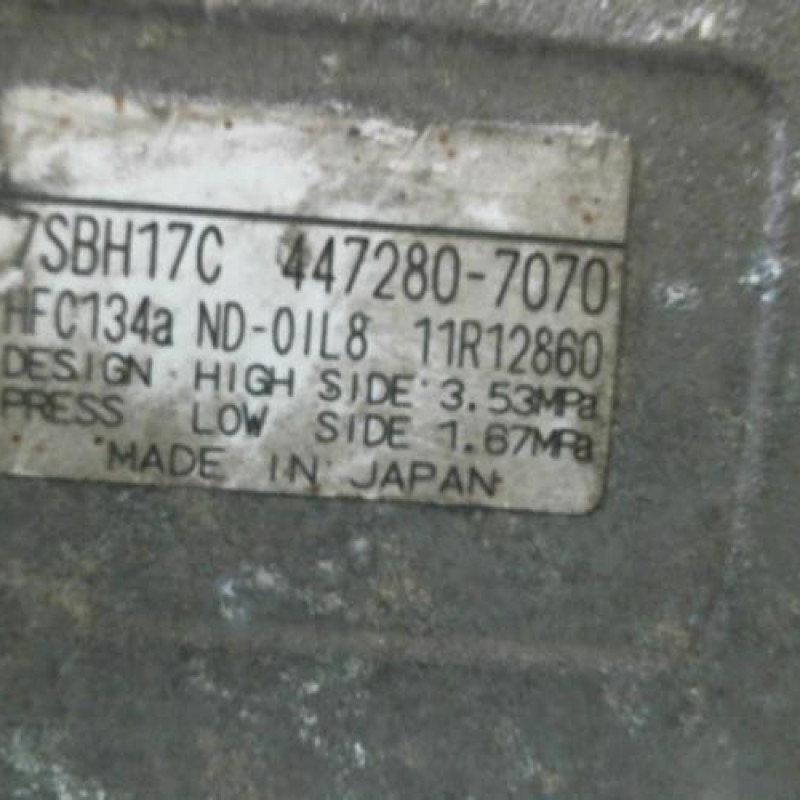 7SBH17C 447280-7070
HFC134a ND-OIL8 11R12860
DESIGN HIGH SIDE 3.53MPa
PRESS LOW SIDE 1.67MPa
MADE IN JAPAN